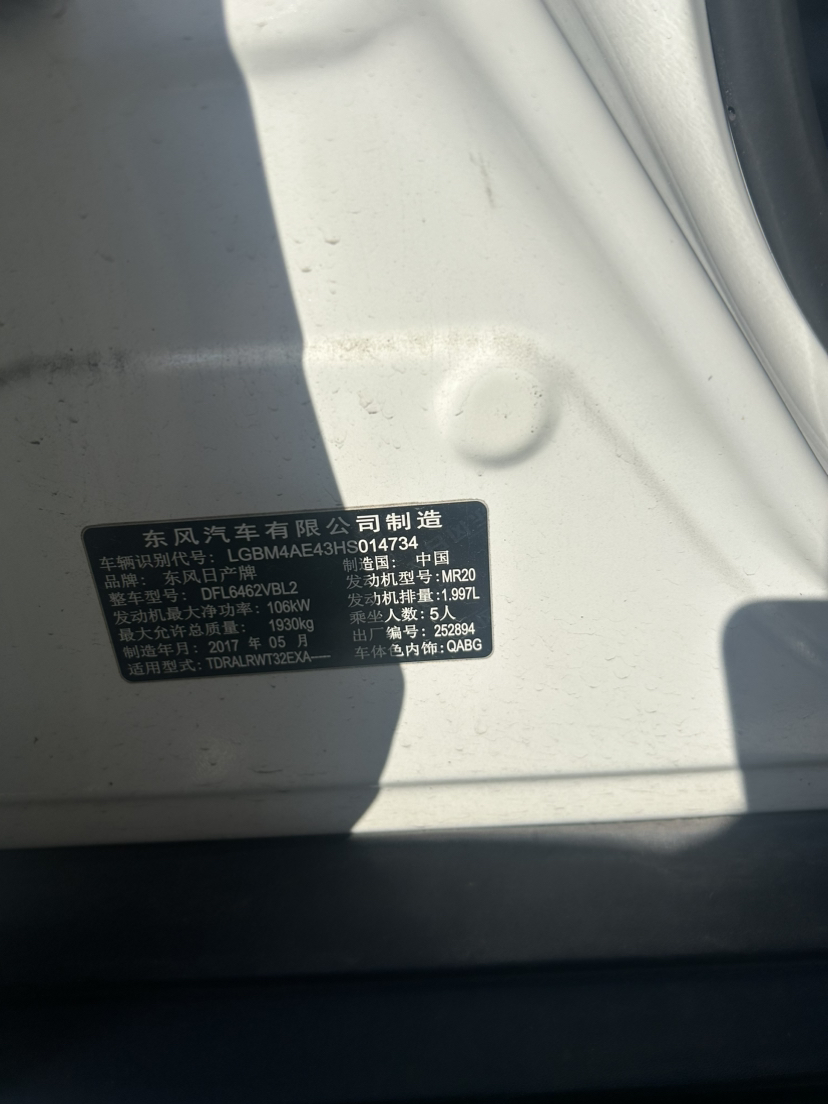 东风汽车有限公司制造
车辆识别代号: LGBM4AE43HS014734
品牌: 东风日产牌 制造国: 中国
整车型号: DFL6462VBL2 发动机型号:MR20
发动机最大净功率: 106kW 发动机排量:1.997L
最大允许总质量: 1930kg 乘坐人数:5人
制造年月: 2017 年 05 月 出厂编号: 252894
适用型式:TDRALRWT32EXA—— 车体色内饰:QABG